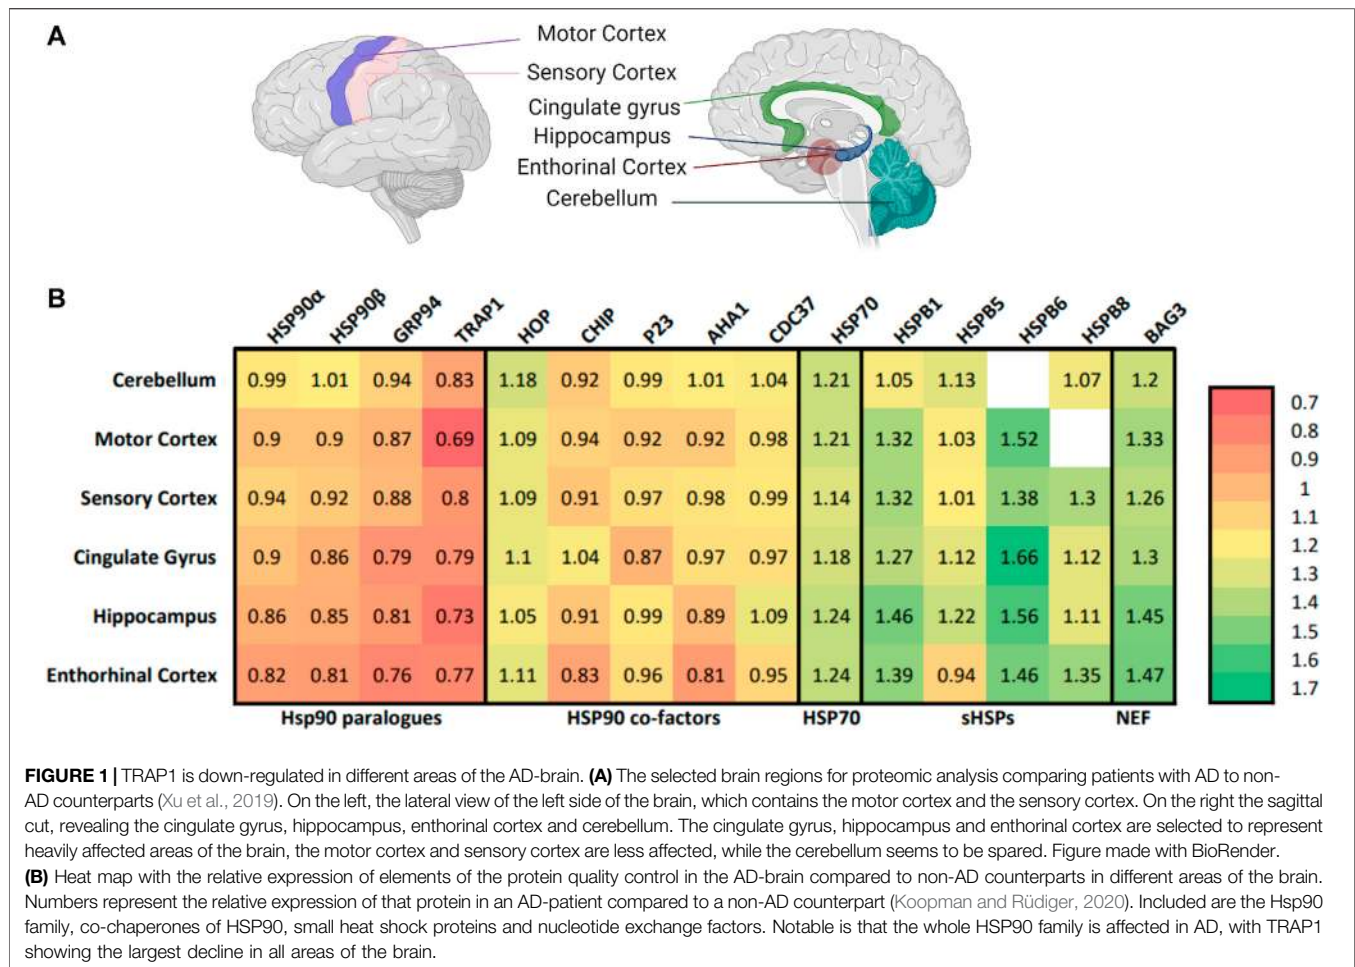 A
Motor Cortex
Sensory Cortex
Cingulate gyrus
Hippocampus
Enthorinal Cortex
Cerebellum
B
HSP90α HSP90β GRP94 TRAP1 HOP CHIP P23 AHA1 CDC37 HSP70 HSPB1 HSPB5 HSPB6 HSPB8 BAG3
Cerebellum 0.99 1.01 0.94 0.83 1.18 0.92 0.99 1.01 1.04 1.21 1.05 1.13 1.07 1.2
Motor Cortex 0.9 0.9 0.87 0.69 1.09 0.94 0.92 0.92 0.98 1.21 1.32 1.03 1.52 1.33
Sensory Cortex 0.94 0.92 0.88 0.8 1.09 0.91 0.97 0.98 0.99 1.14 1.32 1.01 1.38 1.3 1.26
Cingulate Gyrus 0.9 0.86 0.79 0.79 1.1 1.04 0.87 0.97 0.97 1.18 1.27 1.12 1.66 1.12 1.3
Hippocampus 0.86 0.85 0.81 0.73 1.05 0.91 0.99 0.89 1.09 1.24 1.46 1.22 1.56 1.11 1.45
Enthorhinal Cortex 0.82 0.81 0.76 0.77 1.11 0.83 0.96 0.81 0.95 1.24 1.39 0.94 1.46 1.35 1.47
Hsp90 paralogues HSP90 co-factors HSP70 sHSPs NEF
0.7
0.8
0.9
1
1.1
1.2
1.3
1.4
1.5
1.6
1.7
FIGURE 1 | TRAP1 is down-regulated in different areas of the AD-brain. (A) The selected brain regions for proteomic analysis comparing patients with AD to non-
AD counterparts (Xu et al., 2019). On the left, the lateral view of the left side of the brain, which contains the motor cortex and the sensory cortex. On the right the sagittal
cut, revealing the cingulate gyrus, hippocampus, enthorinal cortex and cerebellum. The cingulate gyrus, hippocampus and enthorinal cortex are selected to represent
heavily affected areas of the brain, the motor cortex and sensory cortex are less affected, while the cerebellum seems to be spared. Figure made with BioRender.
(B) Heat map with the relative expression of elements of the protein quality control in the AD-brain compared to non-AD counterparts in different areas of the brain.
Numbers represent the relative expression of that protein in an AD-patient compared to a non-AD counterpart (Koopman and Rüdiger, 2020). Included are the Hsp90
family, co-chaperones of HSP90, small heat shock proteins and nucleotide exchange factors. Notable is that the whole HSP90 family is affected in AD, with TRAP1
showing the largest decline in all areas of the brain.